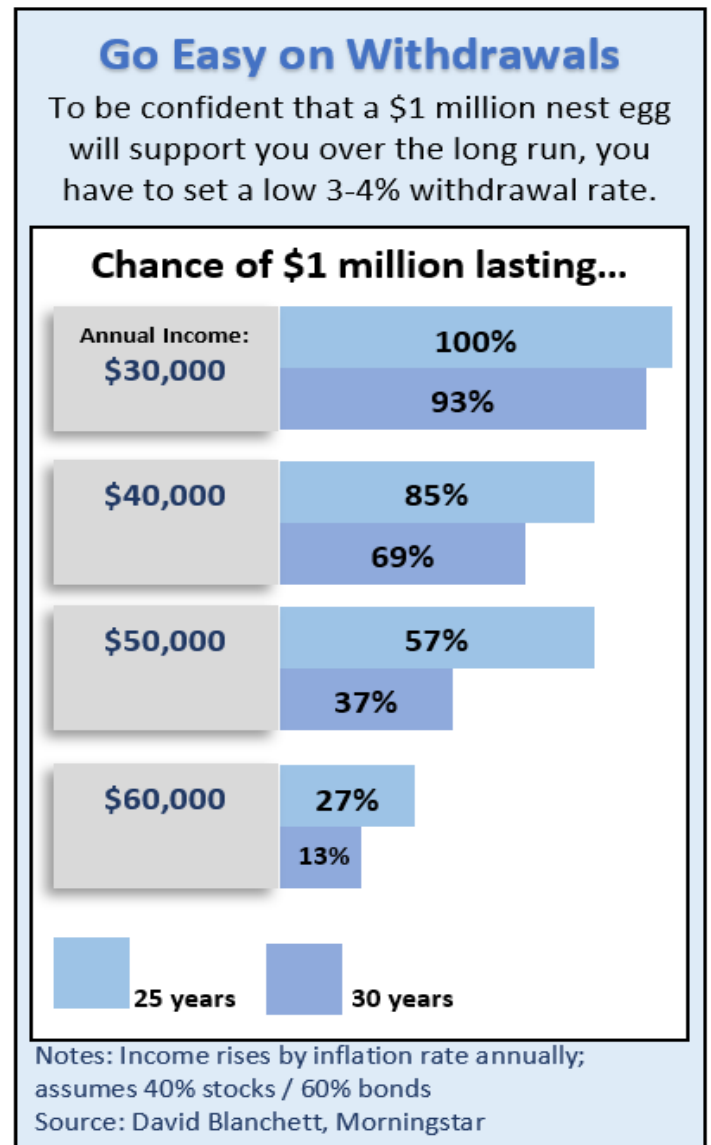 Go Easy on Withdrawals
To be confident that a $1 million nest egg
will support you over the long run, you
have to set a low 3-4% withdrawal rate.
Chance of $1 million lasting...
Annual Income:
$30,000
100%
93%
$40,000
85%
69%
$50,000
57%
37%
$60,000
27%
13%
25 years
30 years
Notes: Income rises by inflation rate annually;
assumes 40% stocks / 60% bonds
Source: David Blanchett, Morningstar